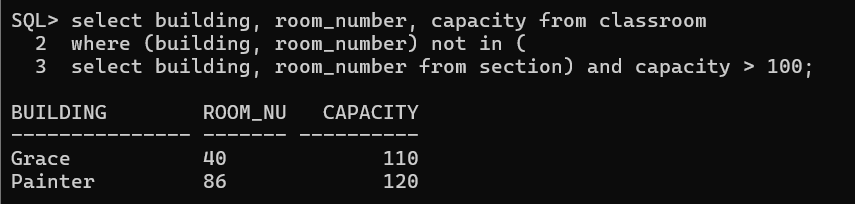 SQL> select building, room_number, capacity from classroom
  2  where (building, room_number) not in (
  3  select building, room_number from section) and capacity > 100;
BUILDING        ROOM_NU   CAPACITY
--------------- ------- ----------
Grace           40             110
Painter         86             120